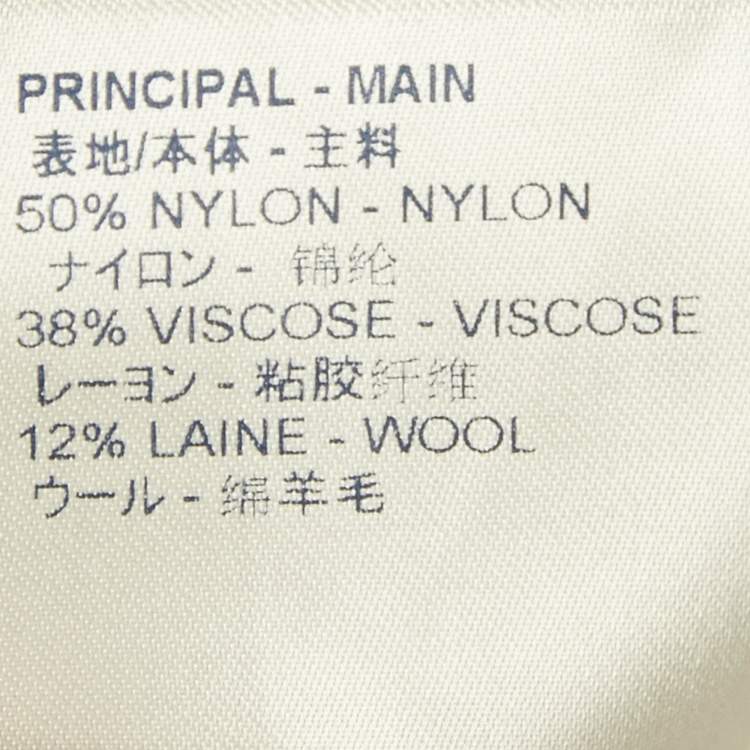 PRINCIPAL - MAIN
表地/本体 - 主料
50% NYLON - NYLON
ナイロン - 锦纶
38% VISCOSE - VISCOSE
レーヨン - 粘胶纤维
12% LAINE - WOOL
ウール - 绵羊毛